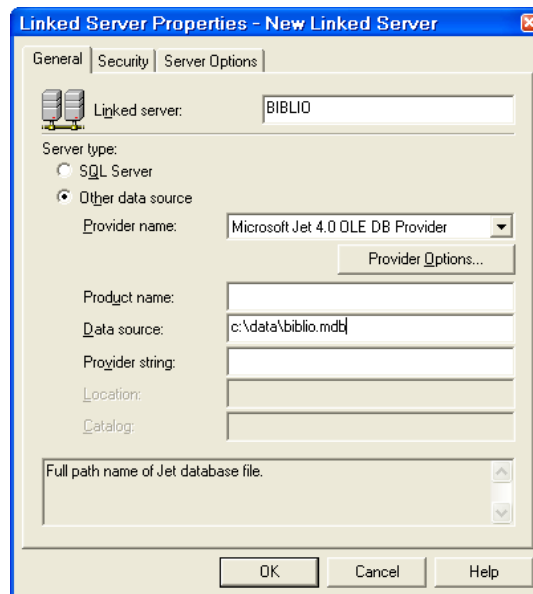 Linked Server Properties - New Linked Server
General Security Server Options
Linked server: BIBLIO
Server type:
SQL Server
Other data source
Provider name: Microsoft Jet 4.0 OLE DB Provider
Provider Options...
Product name:
Data source: c:\data\biblio.mdb
Provider string:
Location:
Catalog:
Full path name of Jet database file.
OK Cancel Help